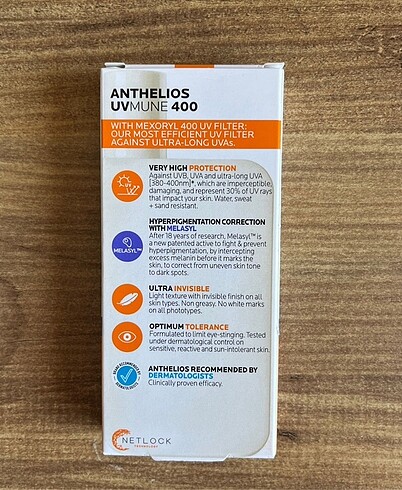 ANTHELIOS
UVMUNE 400
WITH MEXORYL 400 UV FILTER:
OUR MOST EFFICIENT UV FILTER
AGAINST ULTRA-LONG UVAs.
UV
VERY HIGH PROTECTION
Against UVB, UVA and ultra-long UVA
[380-400nm]*, which are imperceptible,
damaging, and represent 30% of UV rays
that impact your skin. Water, sweat
+ sand resistant.
MELASYL™
HYPERPIGMENTATION CORRECTION
WITH MELASYL
After 18 years of research, Melasyl™ is
a new patented active to fight & prevent
hyperpigmentation, by intercepting
excess melanin before it marks the
skin, to correct from uneven skin tone
to dark spots.
ULTRA INVISIBLE
Light texture with invisible finish on all
skin types. Non greasy. No white marks
on all phototypes.
OPTIMUM TOLERANCE
Formulated to limit eye-stinging. Tested
under dermatological control on
sensitive, reactive and sun-intolerant skin.
ANTHELIOS RECOMMENDED BY
DERMATOLOGISTS
Clinically proven efficacy.
NETLOCK
TECHNOLOGY